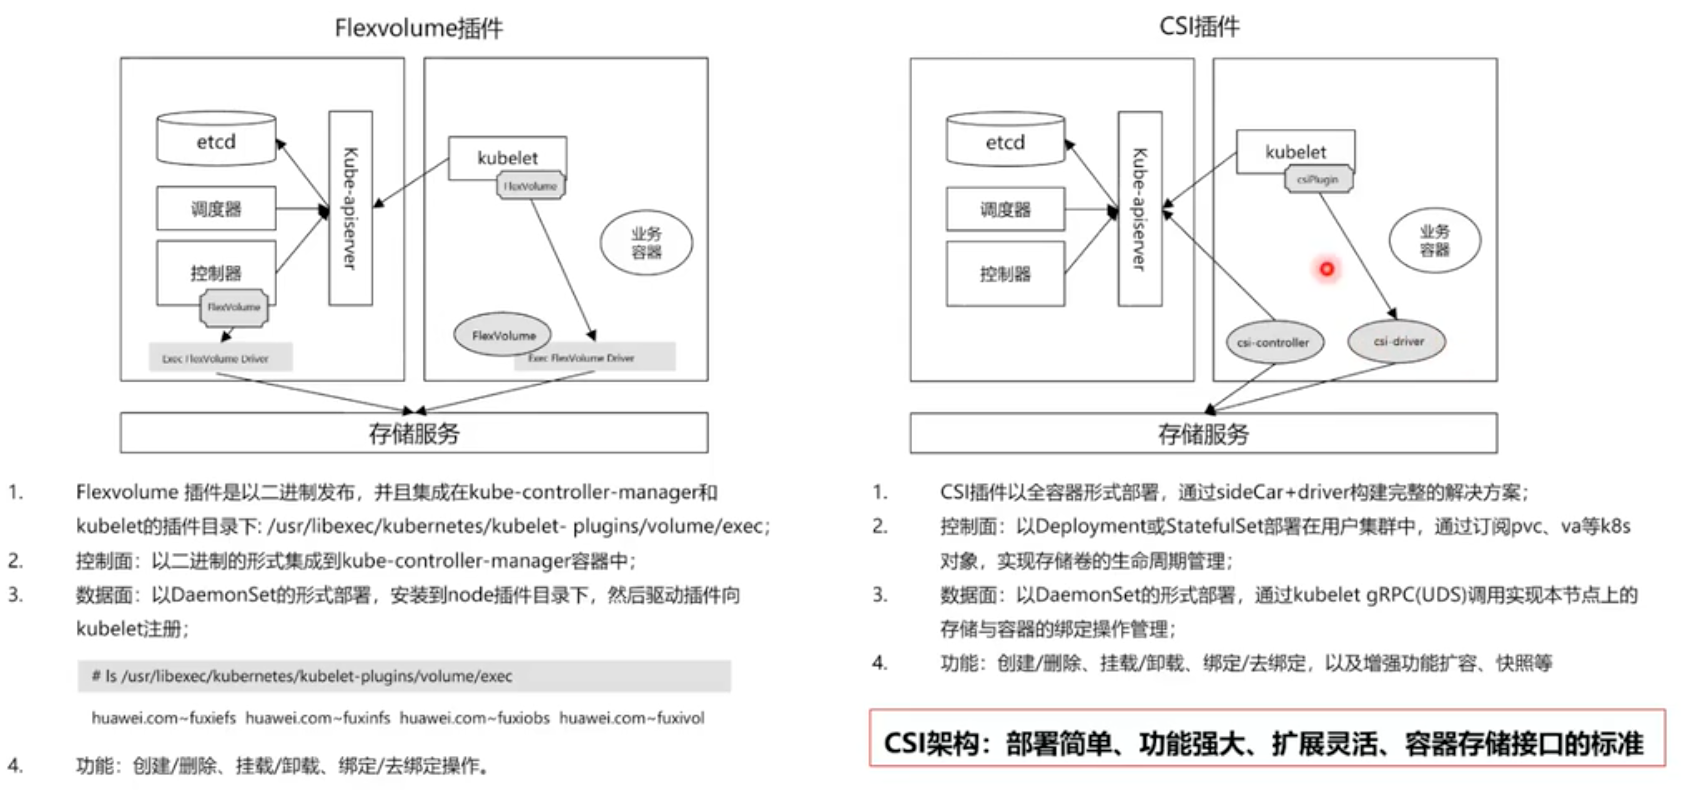 Flexvolume插件
etcd
调度器
控制器
FlexVolume
Exec FlexVolume Driver
Kube-apiserver
kubelet
FlexVolume
业务
容器
FlexVolume
Exec FlexVolume Driver
存储服务
1. Flexvolume 插件是以二进制发布，并且集成在kube-controller-manager和
kubelet的插件目录下: /usr/libexec/kubernetes/kubelet- plugins/volume/exec;
2. 控制面：以二进制的形式集成到kube-controller-manager容器中；
3. 数据面：以DaemonSet的形式部署，安装到node插件目录下，然后驱动插件向
kubelet注册；
# ls /usr/libexec/kubernetes/kubelet-plugins/volume/exec
huawei.com~fuxiefs huawei.com~fuxinfs huawei.com~fuxiobs huawei.com~fuxivol
4. 功能：创建/删除、挂载/卸载、绑定/去绑定操作。
CSI插件
etcd
调度器
控制器
Kube-apiserver
kubelet
csiPlugin
业务
容器
csi-controller
csi-driver
存储服务
1. CSI插件以全容器形式部署，通过sideCar+driver构建完整的解决方案；
2. 控制面：以Deployment或StatefulSet部署在用户集群中，通过订阅pvc、va等k8s
对象，实现存储卷的生命周期管理；
3. 数据面：以DaemonSet的形式部署，通过kubelet gRPC(UDS)调用实现本节点上的
存储与容器的绑定操作管理；
4. 功能：创建/删除、挂载/卸载、绑定/去绑定，以及增强功能扩容、快照等
CSI架构：部署简单、功能强大、扩展灵活、容器存储接口的标准